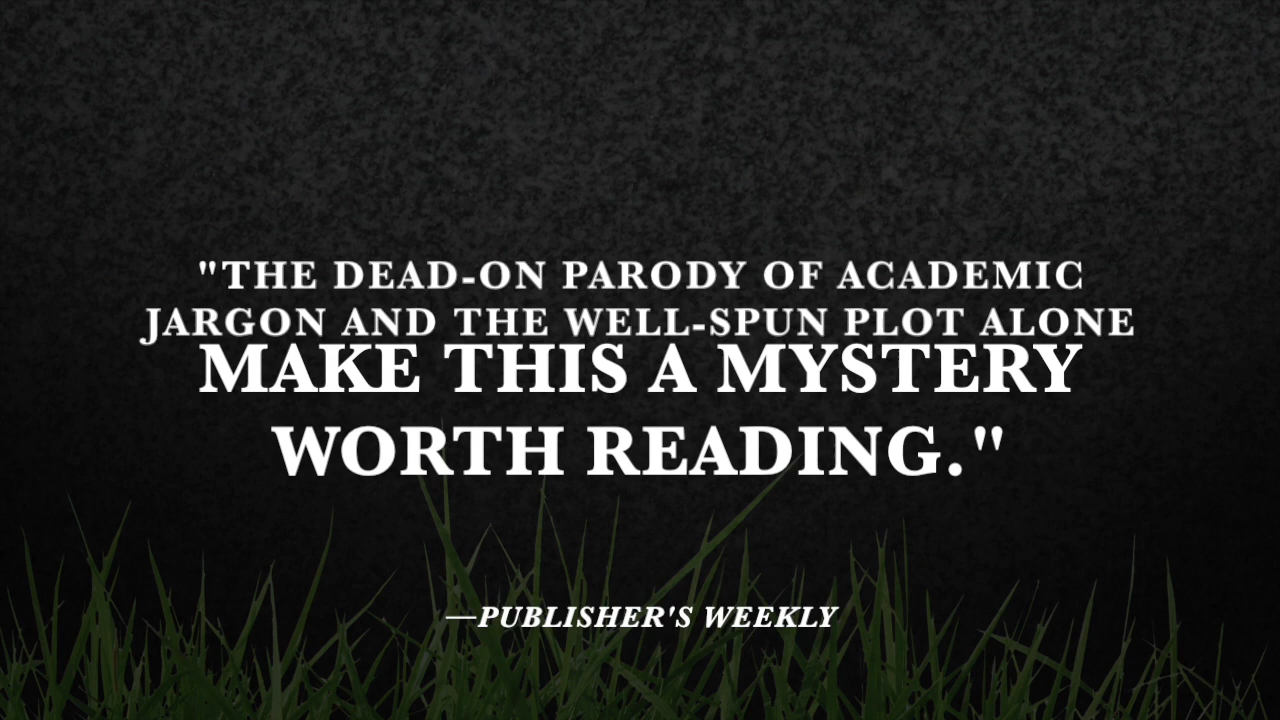 "THE DEAD-ON PARODY OF ACADEMIC
JARGON AND THE WELL-SPUN PLOT ALONE
MAKE THIS A MYSTERY
WORTH READING."
—PUBLISHER'S WEEKLY